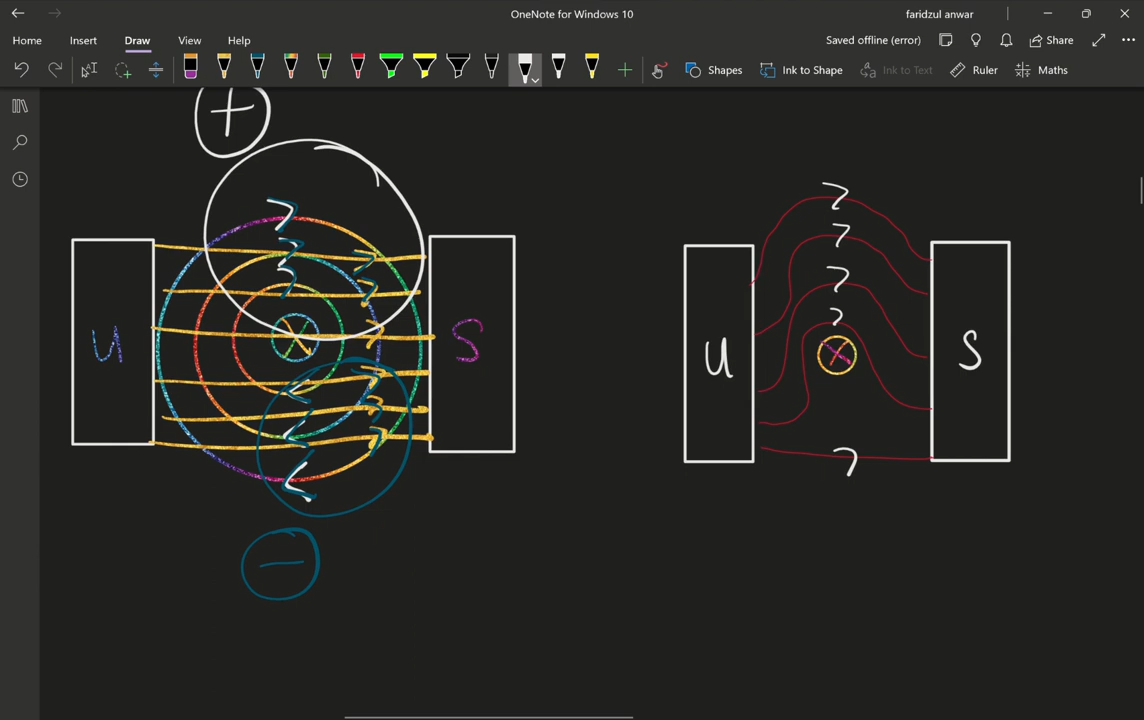 OneNote for Windows 10
faridzul anwar
Home Insert Draw View Help
Saved offline (error)
Share
Shapes
Ink to Shape
Ink to Text
Ruler
Maths
+
U
S
−
U
S